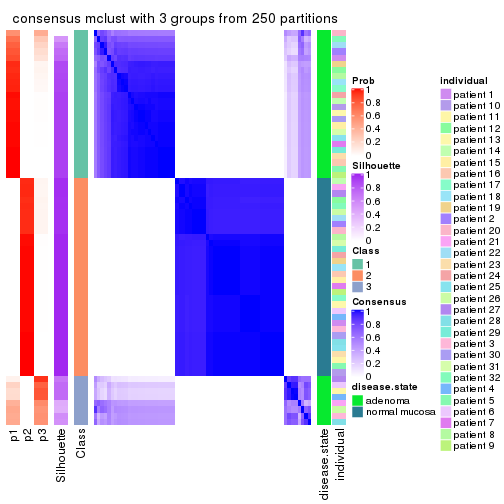 consensus mclust with 3 groups from 250 partitions
p1
p2
p3
Silhouette
Class
disease.state
individual
Prob
1
0.8
0.6
0.4
0.2
0
Silhouette
1
0.8
0.6
0.4
0.2
0
Class
1
2
3
Consensus
1
0.8
0.6
0.4
0.2
0
disease.state
adenoma
normal mucosa
individual
patient 1
patient 10
patient 11
patient 12
patient 13
patient 14
patient 15
patient 16
patient 17
patient 18
patient 19
patient 2
patient 20
patient 21
patient 22
patient 23
patient 24
patient 25
patient 26
patient 27
patient 28
patient 29
patient 3
patient 30
patient 31
patient 32
patient 4
patient 5
patient 6
patient 7
patient 8
patient 9